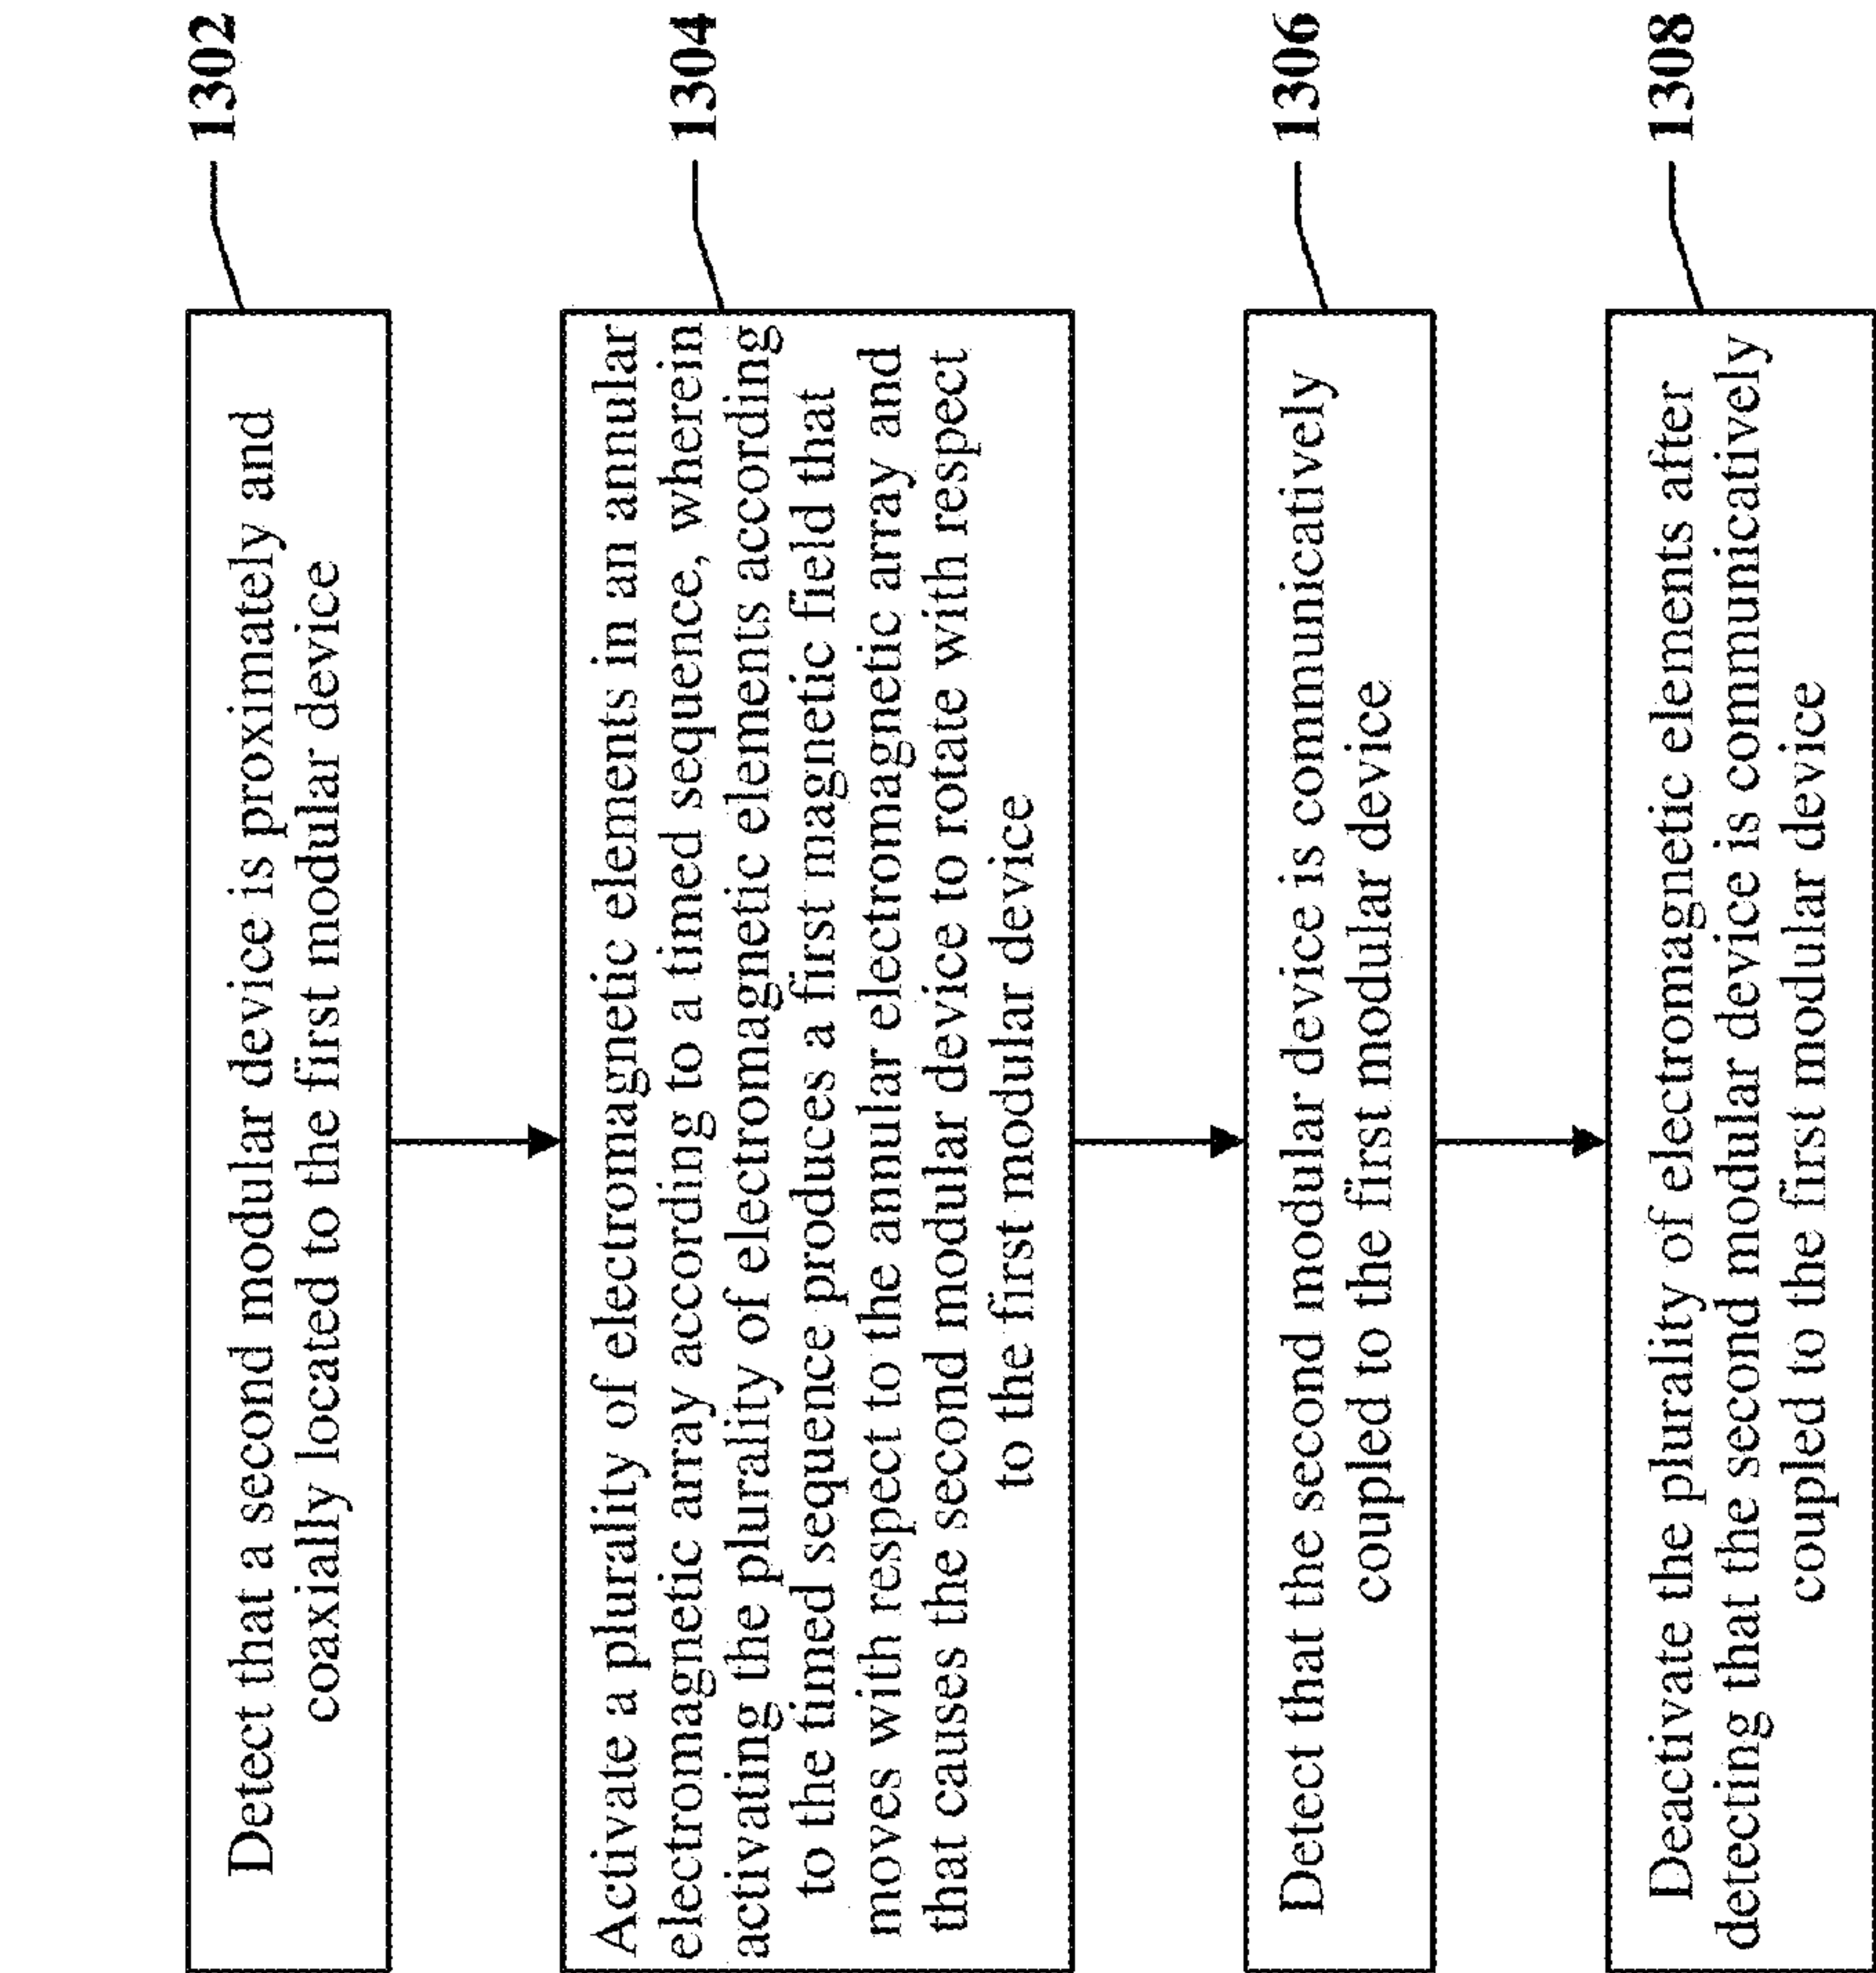 1302
Detect that a second modular device is proximately and
coaxially located to the first modular device
1304
Activate a plurality of electromagnetic elements in an annular
electromagnetic array according to a timed sequence, wherein
activating the plurality of electromagnetic elements according
to the timed sequence produces a first magnetic field that
moves with respect to the annular electromagnetic array and
that causes the second modular device to rotate with respect
to the first modular device
1306
Detect that the second modular device is communicatively
coupled to the first modular device
1308
Deactivate the plurality of electromagnetic elements after
detecting that the second modular device is communicatively
coupled to the first modular device